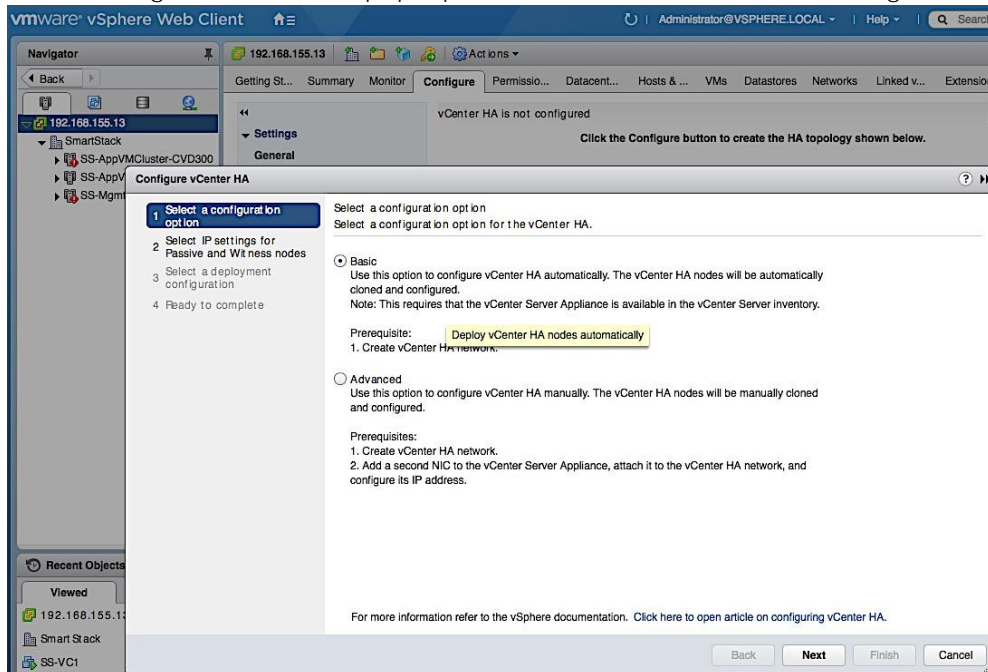 vmware® vSphere Web Client
Administrator@VSPHERE.LOCAL
Help
Search
Navigator
192.168.155.13
Actions
Back
Getting St... Summary Monitor Configure Permissio... Datacent... Hosts & ... VMs Datastores Networks Linked v...
vCenter HA is not configured
192.168.155.13
Settings
Click the Configure button to create the HA topology shown below.
SmartStack
General
SS-AppVMCluster-CVD300
SS-AppV
SS-Mgmt
Configure vCenter HA
1 Select a configuration
option
2 Select IP settings for
Passive and Witness nodes
3 Select a deployment
configuration
4 Ready to complete
Select a configuration option
Select a configuration option for the vCenter HA.
Basic
Use this option to configure vCenter HA automatically. The vCenter HA nodes will be automatically
cloned and configured.
Note: This requires that the vCenter Server Appliance is available in the vCenter Server inventory.
Prerequisite:
Deploy vCenter HA nodes automatically
1. Create vCenter HA network.
Advanced
Use this option to configure vCenter HA manually. The vCenter HA nodes will be manually cloned
and configured.
Prerequisites:
1. Create vCenter HA network.
2. Add a second NIC to the vCenter Server Appliance, attach it to the vCenter HA network, and
configure its IP address.
Recent Objects
Viewed
192.168.155.1
SmartStack
SS-VC1
For more information refer to the vSphere documentation. Click here to open article on configuring vCenter HA.
Back Next Finish Cancel